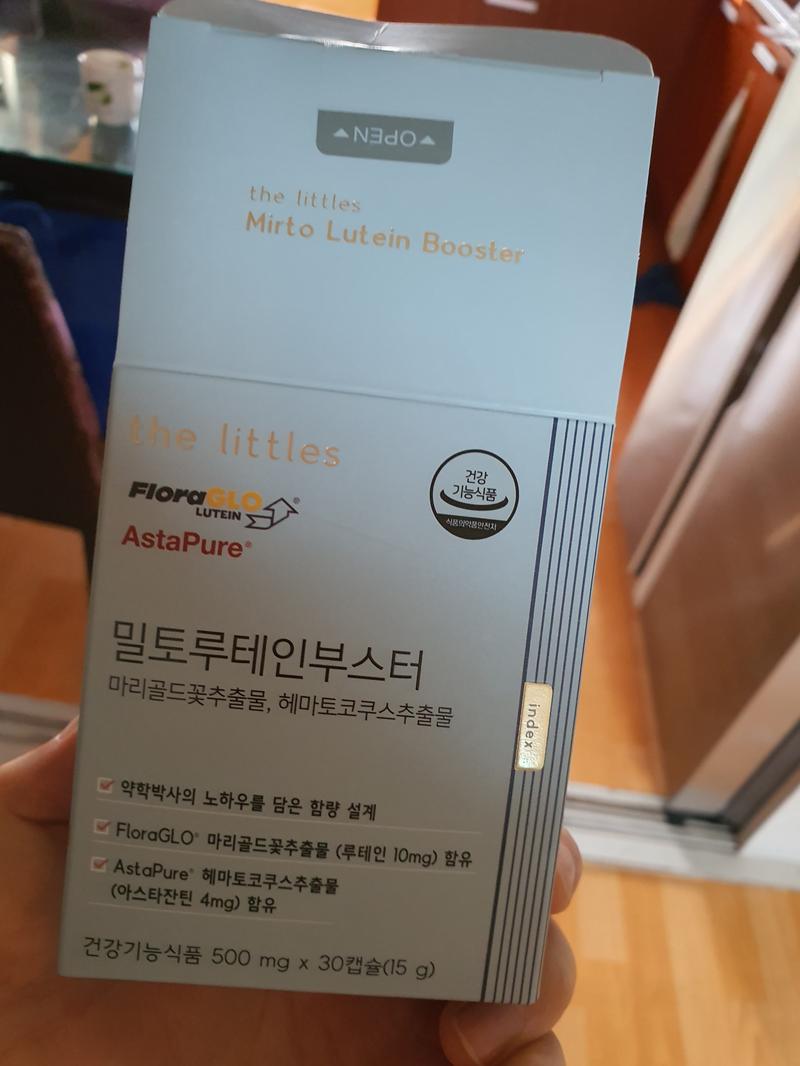 OPEN
the littles
Mirto Lutein Booster
the littles
FloraGLO®
LUTEIN
AstaPure®
건강
기능식품
식품의약품안전처
밀토루테인부스터
마리골드꽃추출물, 헤마토코쿠스추출물
index
약학박사의 노하우를 담은 함량 설계
FloraGLO® 마리골드꽃추출물 (루테인 10mg) 함유
AstaPure® 헤마토코쿠스추출물
(아스타잔틴 4mg) 함유
건강기능식품 500 mg x 30캡슐(15 g)